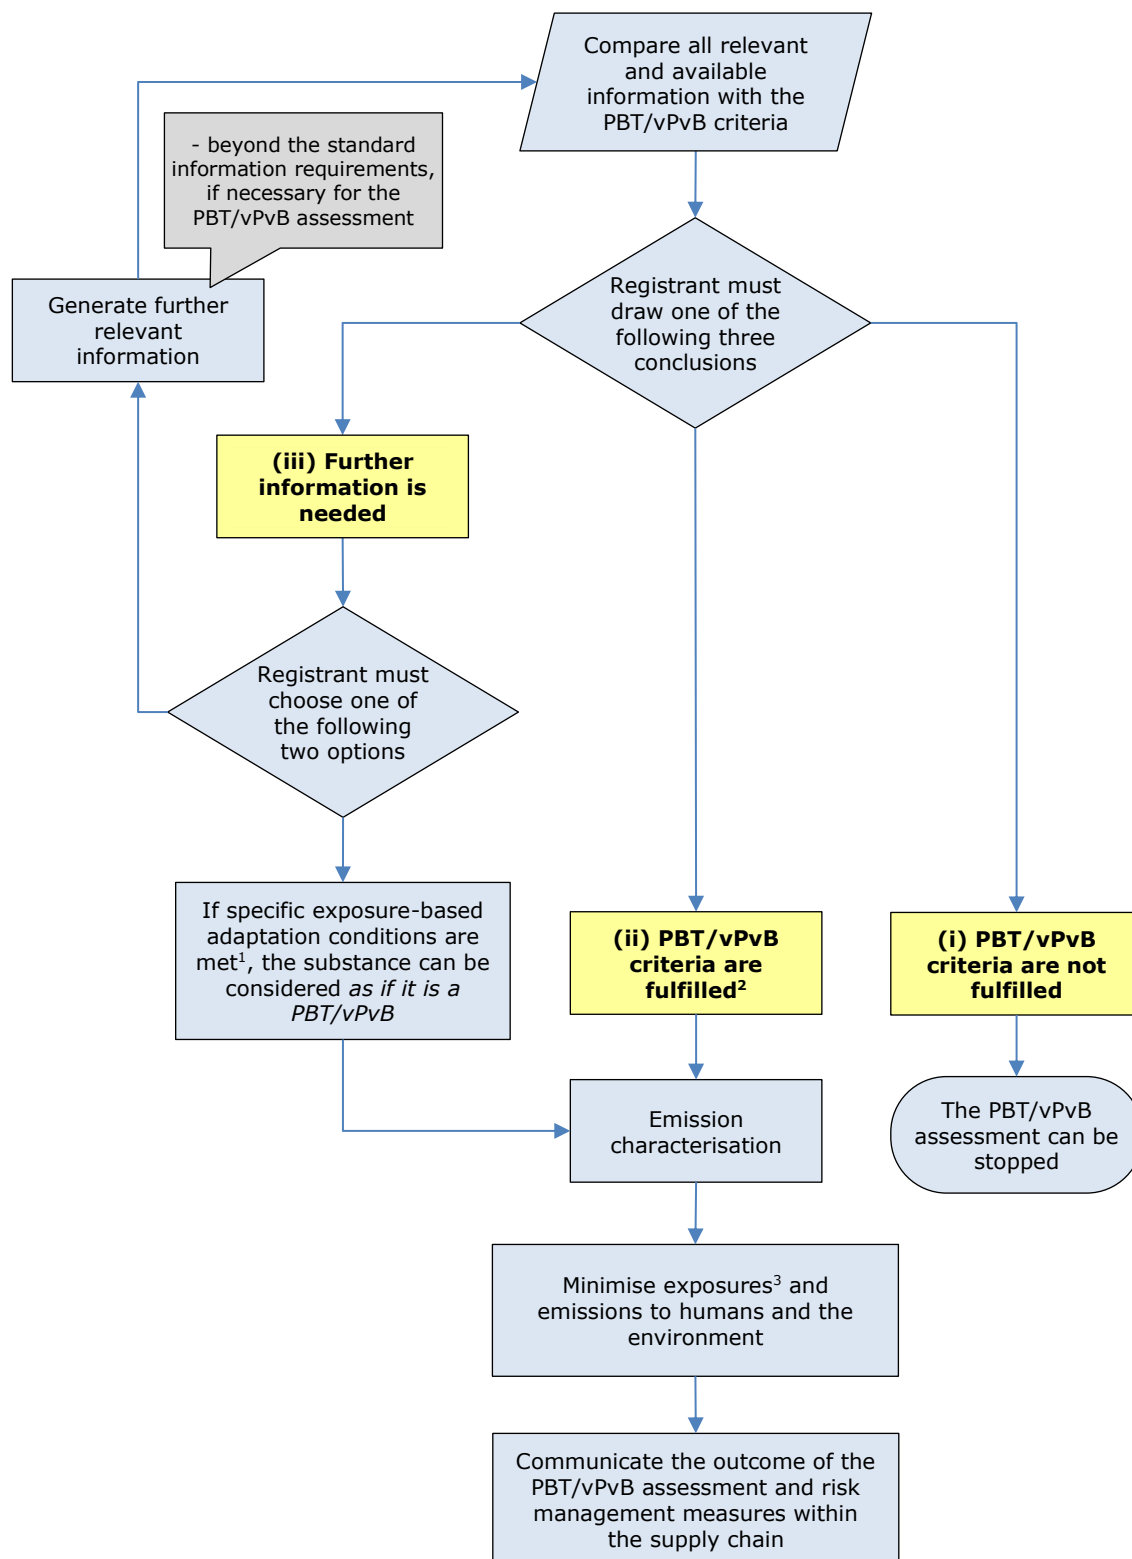 Compare all relevant
and available
information with the
PBT/vPvB criteria
- beyond the standard
information requirements,
if necessary for the
PBT/vPvB assessment
Generate further
relevant
information
Registrant must
draw one of the
following three
conclusions
(iii) Further
information is
needed
Registrant must
choose one of
the following
two options
If specific exposure-based
adaptation conditions are
met¹, the substance can be
considered as if it is a
PBT/vPvB
(ii) PBT/vPvB
criteria are
fulfilled²
(i) PBT/vPvB
criteria are not
fulfilled
Emission
characterisation
The PBT/vPvB
assessment can be
stopped
Minimise exposures³ and
emissions to humans and the
environment
Communicate the outcome of the
PBT/vPvB assessment and risk
management measures within
the supply chain